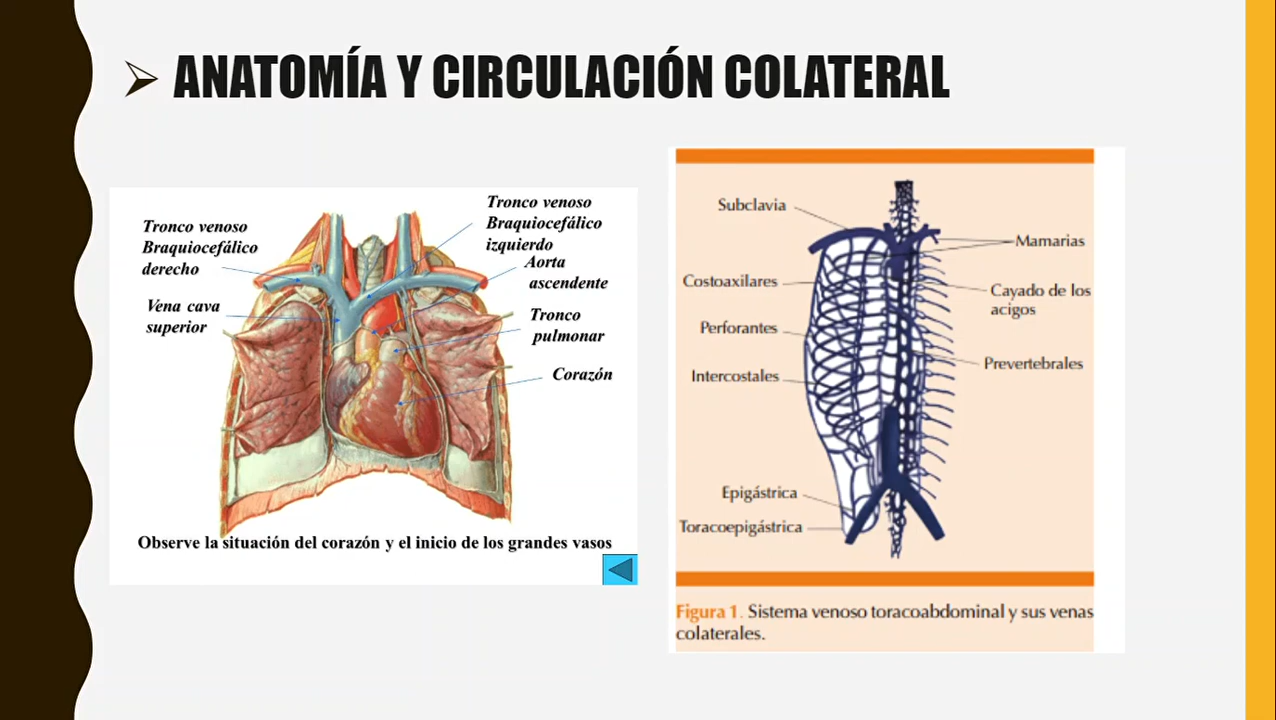 ANATOMÍA Y CIRCULACIÓN COLATERAL
Tronco venoso
Braquiocefálico
derecho
Vena cava
superior
Tronco venoso
Braquiocefálico
izquierdo
Aorta
ascendente
Tronco
pulmonar
Corazón
Observe la situación del corazón y el inicio de los grandes vasos
Subclavia
Costoaxilares
Perforantes
Intercostales
Epigástrica
Toracoepigástrica
Mamarias
Cayado de los
acigos
Prevertebrales
Figura 1. Sistema venoso toracoabdominal y sus venas
colaterales.